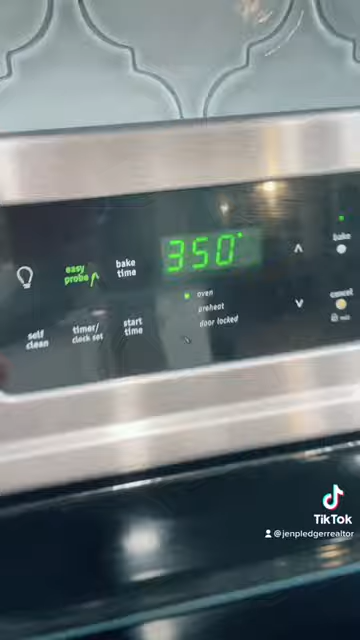 350°
easy
probe
bake
time
bake
oven
preheat
door locked
self
clean
timer/
clock set
start
time
cancel
TikTok
@jenpledgerrealtor